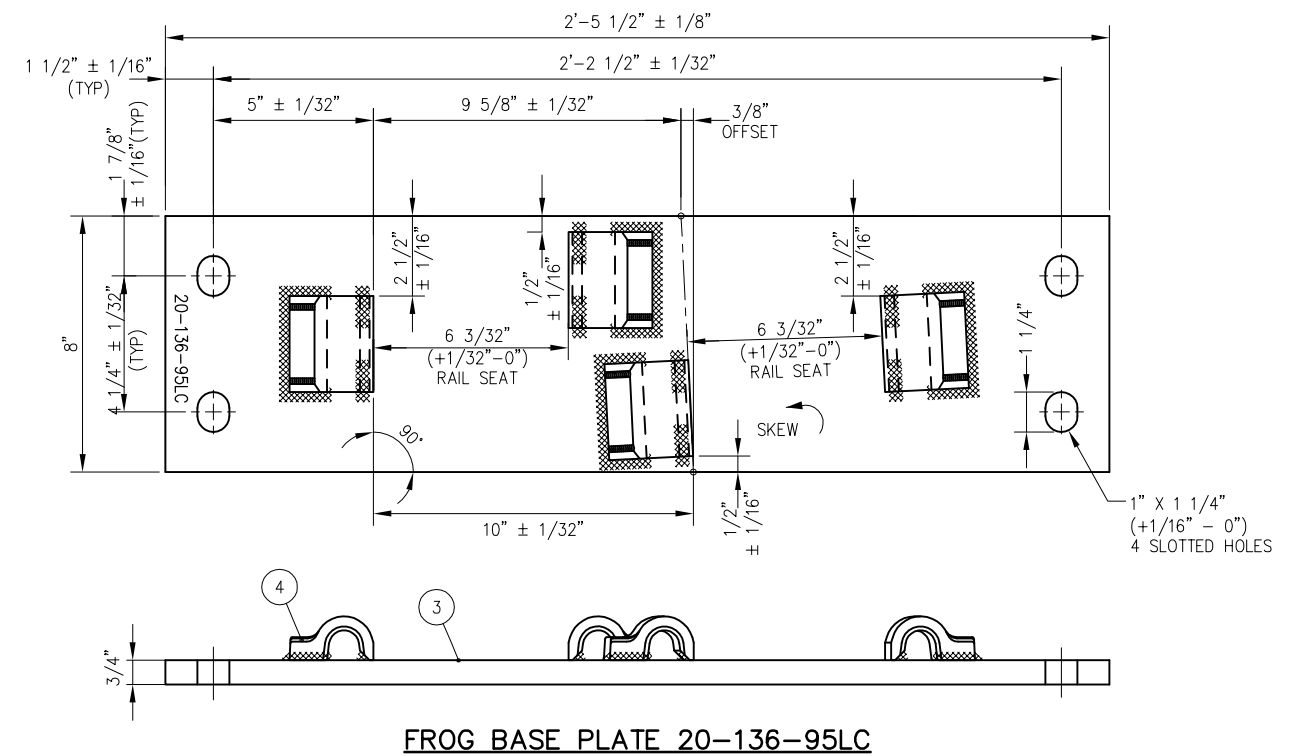 2'-5 1/2" ± 1/8"
1 1/2" ± 1/16"
(TYP)
2'-2 1/2" ± 1/32"
5" ± 1/32"
9 5/8" ± 1/32"
3/8"
OFFSET
1 7/8"
± 1/16"(TYP)
2 1/2"
± 1/16"
1/2"
± 1/16"
2 1/2"
± 1/16"
8"
4 1/4" ± 1/32"
(TYP)
20-136-95LC
6 3/32"
(+1/32"-0")
RAIL SEAT
6 3/32"
(+1/32"-0")
RAIL SEAT
1 1/4"
SKEW
90°
10" ± 1/32"
1/2"
± 1/16"
1" X 1 1/4"
(+1/16" - 0")
4 SLOTTED HOLES
4
3
3/4"
FROG BASE PLATE 20-136-95LC